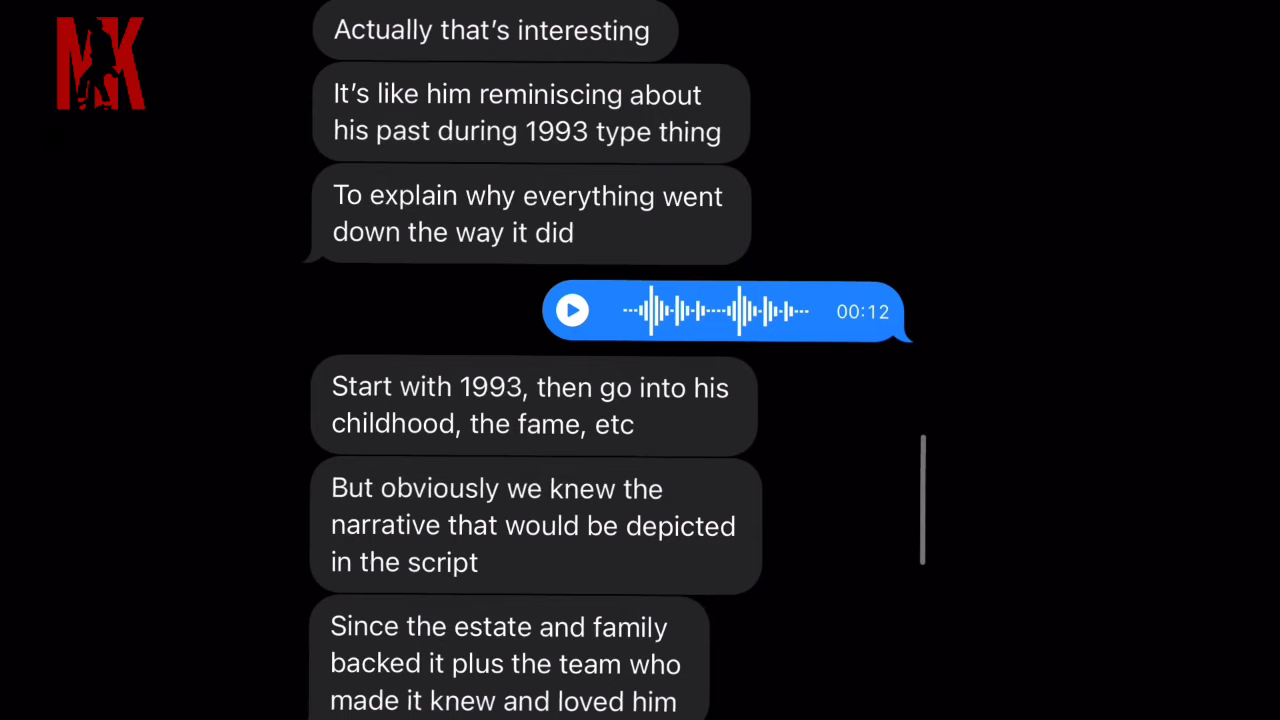 MK
Actually that’s interesting
It’s like him reminiscing about
his past during 1993 type thing
To explain why everything went
down the way it did
00:12
Start with 1993, then go into his
childhood, the fame, etc
But obviously we knew the
narrative that would be depicted
in the script
Since the estate and family
backed it plus the team who
made it knew and loved him